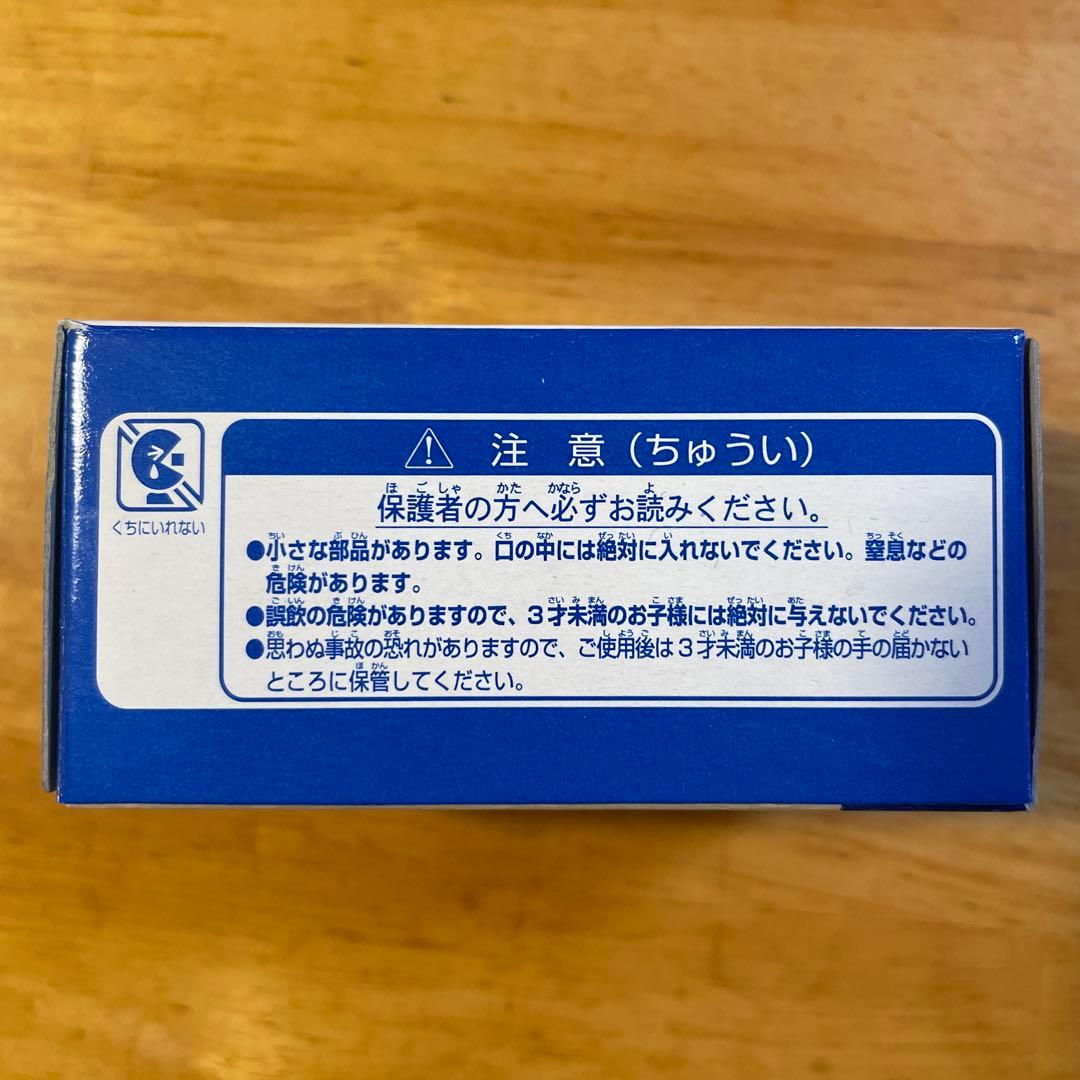 ⚠ 注意（ちゅうい）
くちにいれない
保護者の方へ必ずお読みください。
●小さな部品があります。口の中には絶対に入れないでください。窒息などの
危険があります。
●誤飲の危険がありますので、3才未満のお子様には絶対に与えないでください。
●思わぬ事故の恐れがありますので、ご使用後は3才未満のお子様の手の届かない
ところに保管してください。